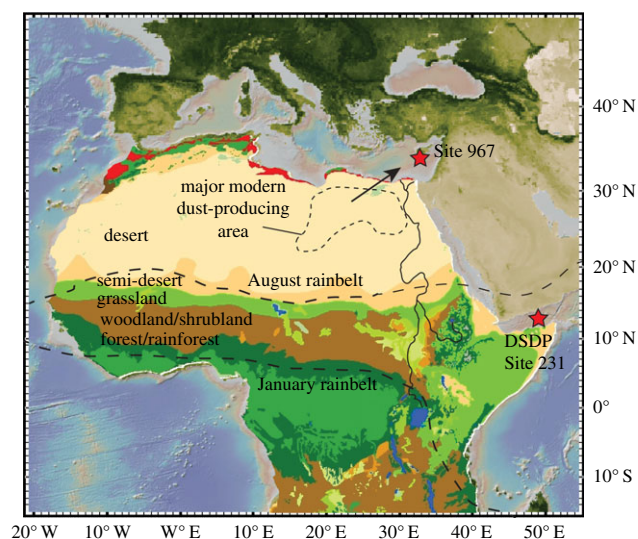 40° N
Site 967
major modern
dust-producing
area
30° N
desert
20° N
semi-desert
August rainbelt
grassland
woodland/shrubland
forest/rainforest
10° N
DSDP
Site 231
January rainbelt
0°
10° S
20° W
10° W
W° E
10° E
20° E
30° E
40° E
50° E